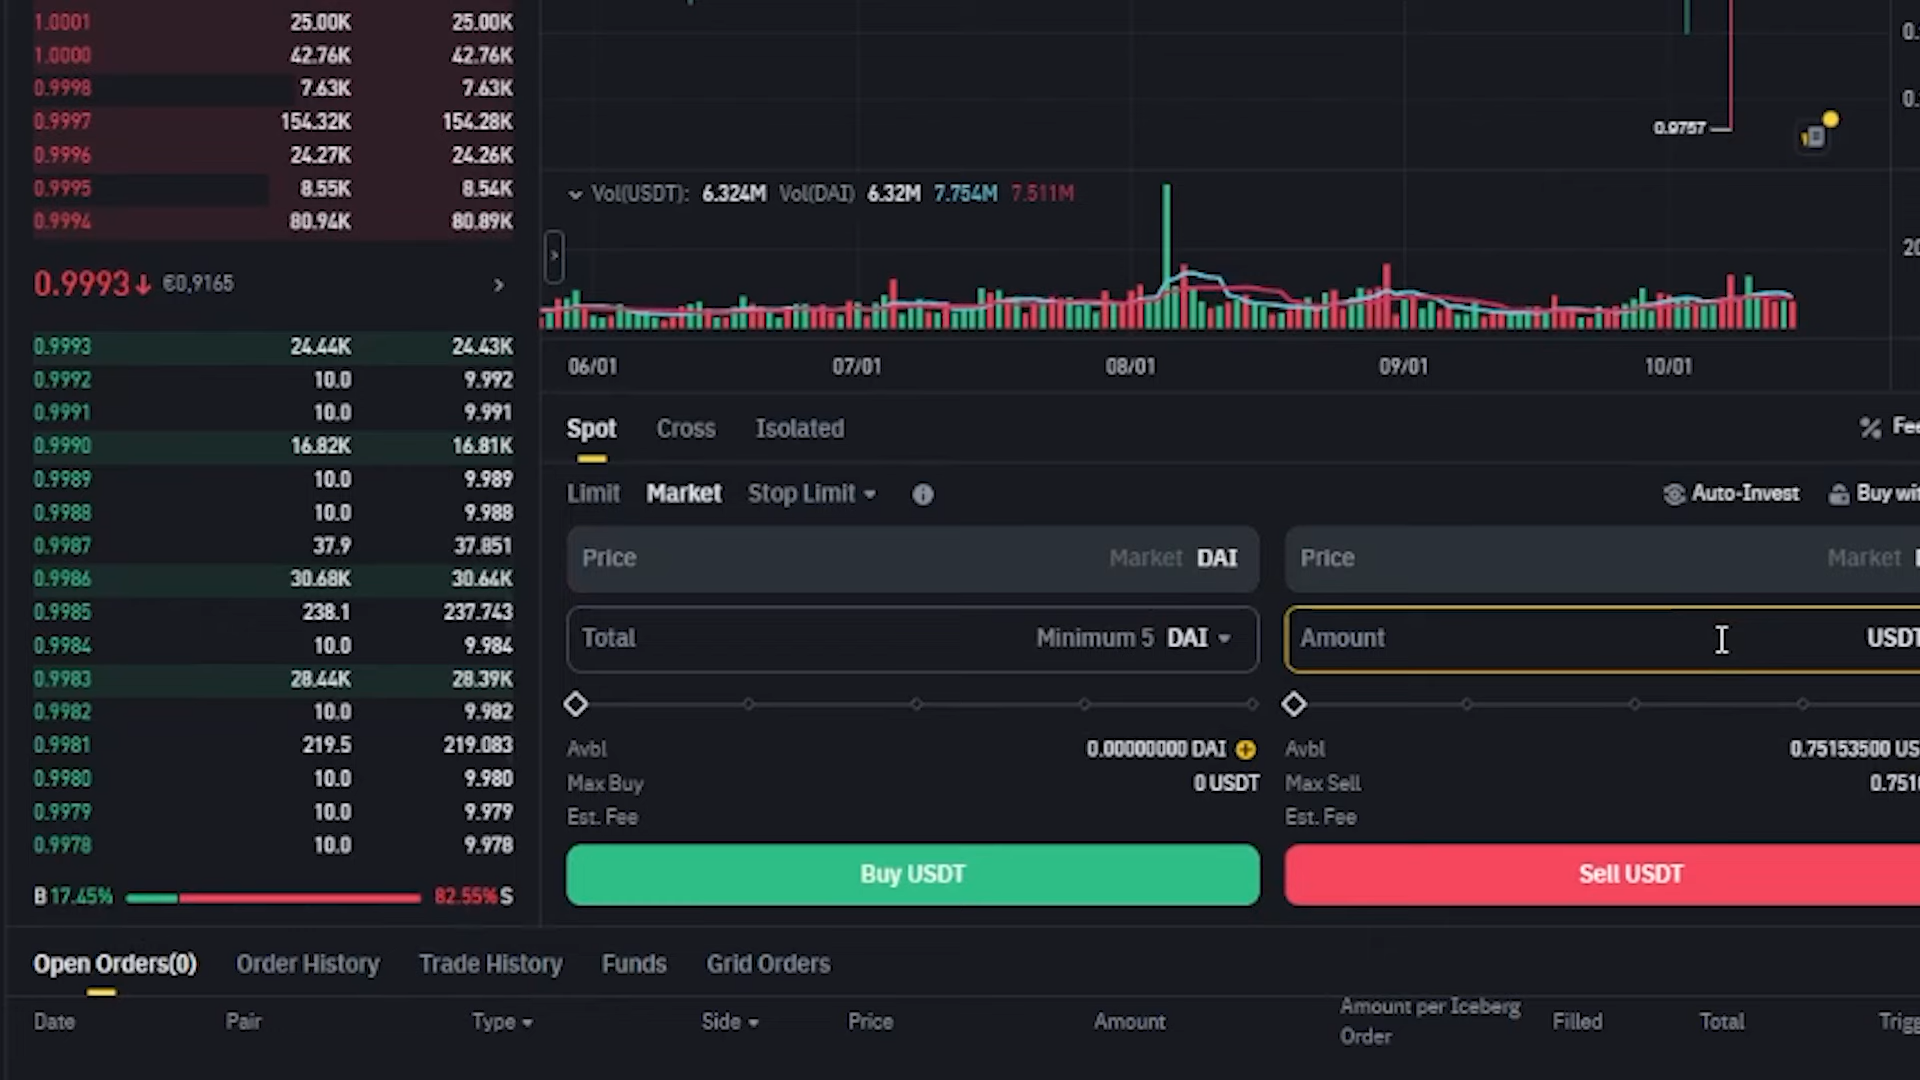 1.0001 25.00K 25.00K
1.0000 42.76K 42.76K
0.9998 7.63K 7.63K
0.9997 154.32K 154.28K
0.9996 24.27K 24.26K
0.9995 8.55K 8.54K
0.9994 80.94K 80.89K
0.9993↓ €0,9165
0.9993 24.44K 24.43K
0.9992 10.0 9.992
0.9991 10.0 9.991
0.9990 16.82K 16.81K
0.9989 10.0 9.989
0.9988 10.0 9.988
0.9987 37.9 37.851
0.9986 30.68K 30.64K
0.9985 238.1 237.743
0.9984 10.0 9.984
0.9983 28.44K 28.39K
0.9982 10.0 9.982
0.9981 219.5 219.083
0.9980 10.0 9.980
0.9979 10.0 9.979
0.9978 10.0 9.978
B 17.45% 82.55% S
0.9757
Vol(USDT): 6.324M Vol(DAI) 6.32M 7.754M 7.511M
06/01 07/01 08/01 09/01 10/01
Spot Cross Isolated
Limit Market Stop Limit Auto-Invest Buy
Price Market DAI Price Market
Total Minimum 5 DAI Amount USDT
Avbl 0.00000000 DAI Avbl 0.75153500
Max Buy 0 USDT Max Sell
Est. Fee Est. Fee
Buy USDT Sell USDT
Open Orders(0) Order History Trade History Funds Grid Orders
Date Pair Type Side Price Amount Amount per Iceberg Order Filled Total